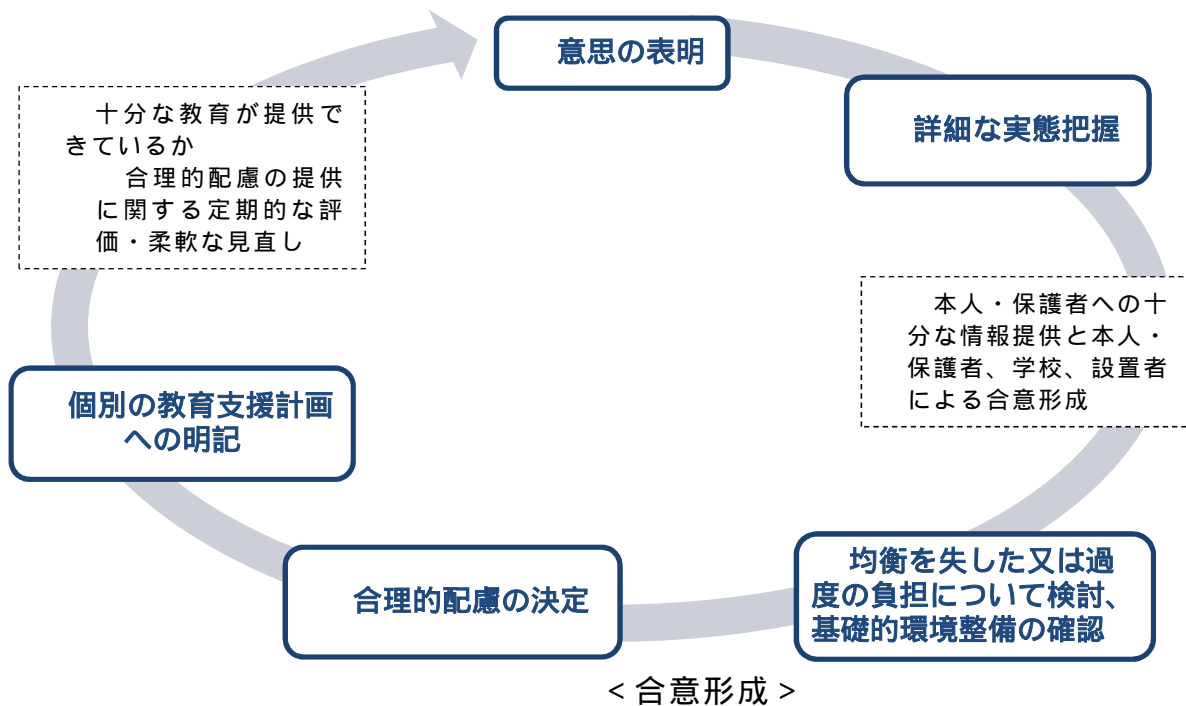 意思の表明
詳細な実態把握
本人・保護者への十
分な情報提供と本人・
保護者、学校、設置者
による合意形成
均衡を失した又は過
度の負担について検討、
基礎的環境整備の確認
<合意形成>
合理的配慮の決定
個別の教育支援計画
への明記
十分な教育が提供で
きているか
合理的配慮の提供
に関する定期的な評
価・柔軟な見直し